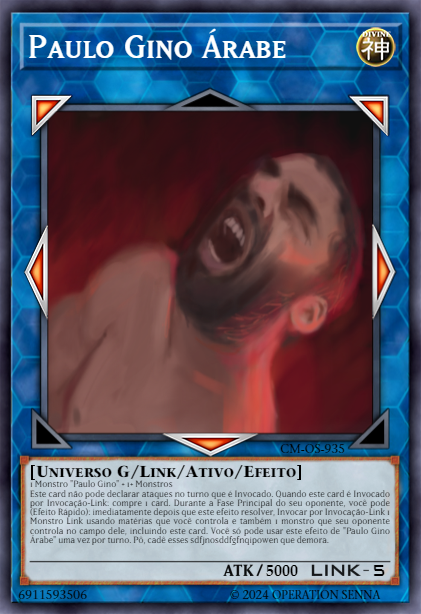 Paulo Gino Árabe
DIVINE
神
CM-OS-935
[Universo G/Link/Ativo/Efeito]
1 Monstro "Paulo Gino" + 1+ Monstros
Este card não pode declarar ataques no turno que é Invocado. Quando este card é Invocado
por Invocação-Link: compre 1 card. Durante a Fase Principal do seu oponente, você pode
(Efeito Rápido): imediatamente depois que este efeito resolver, Invocar por Invocação-Link 1
Monstro Link usando matérias que você controla e também 1 monstro que seu oponente
controla no campo dele, incluindo este card. Você só pode usar este efeito de "Paulo Gino
Árabe" uma vez por turno. Pô, cadê esses sdfjnosddfgfnqipowen que demora.
ATK/5000 LINK-5
6911593506 ©2024 OPERATION SENNA